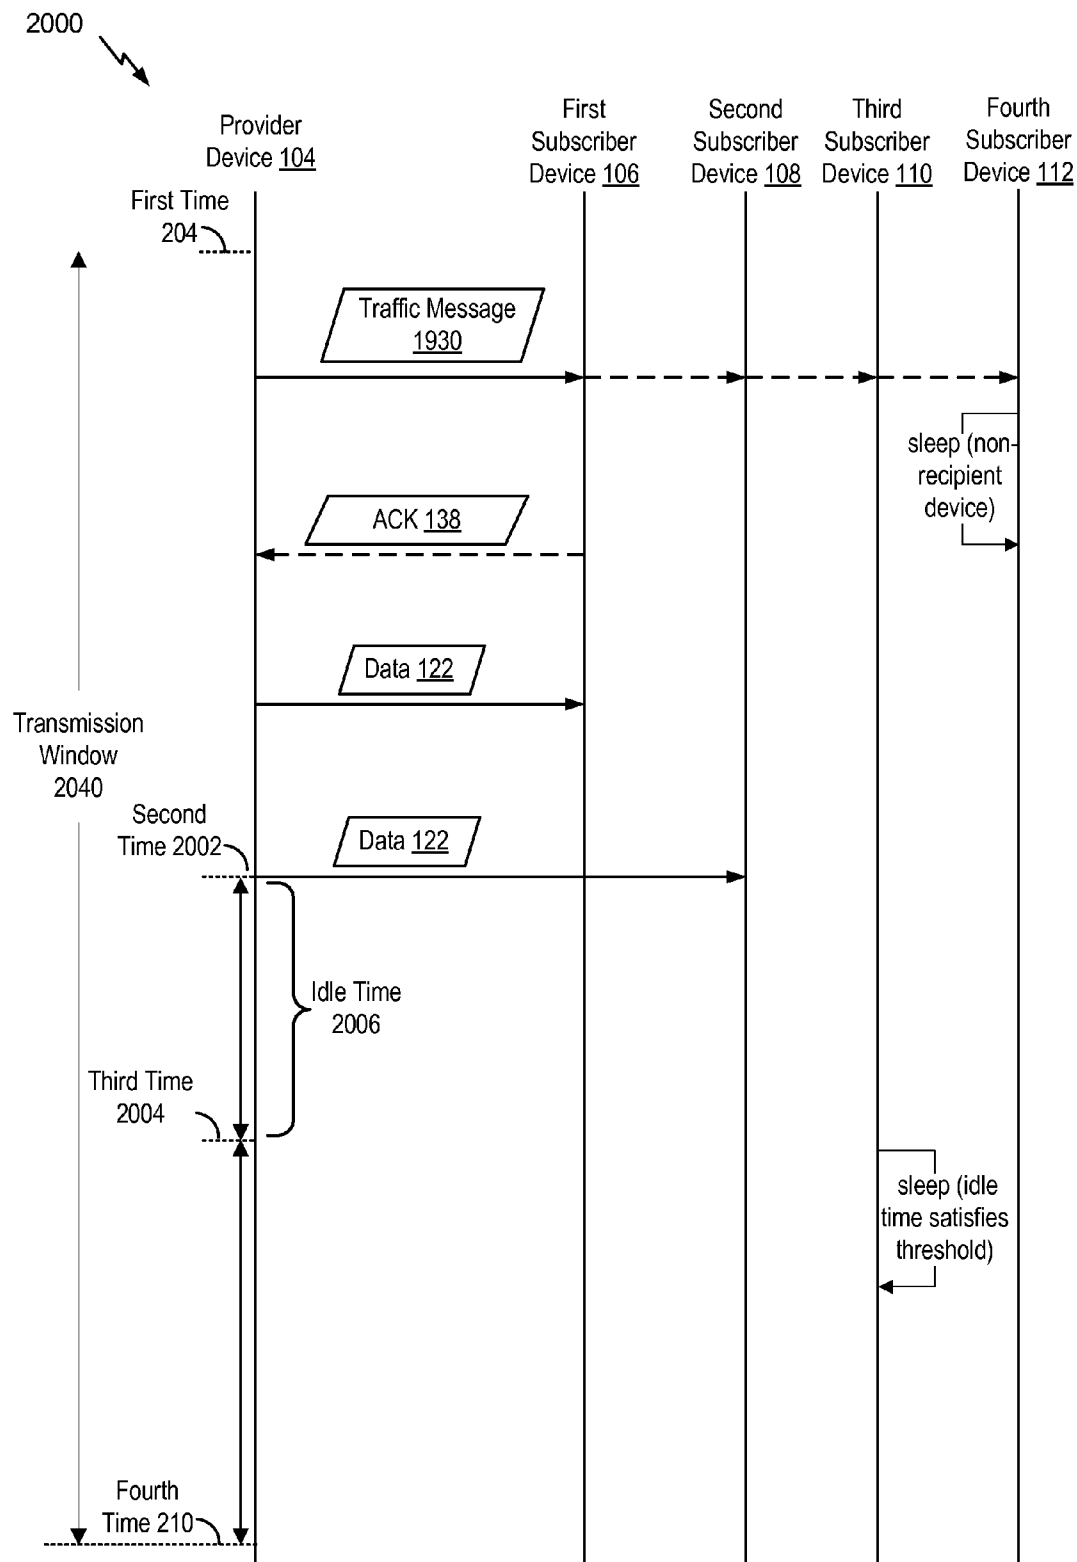 2000
Provider
Device 104
First
Subscriber
Device 106
Second
Subscriber
Device 108
Third
Subscriber
Device 110
Fourth
Subscriber
Device 112
First Time
204
Traffic Message
1930
sleep (non-
recipient
device)
ACK 138
Data 122
Transmission
Window
2040
Second
Time 2002
Data 122
Idle Time
2006
Third Time
2004
sleep (idle
time satisfies
threshold)
Fourth
Time 210